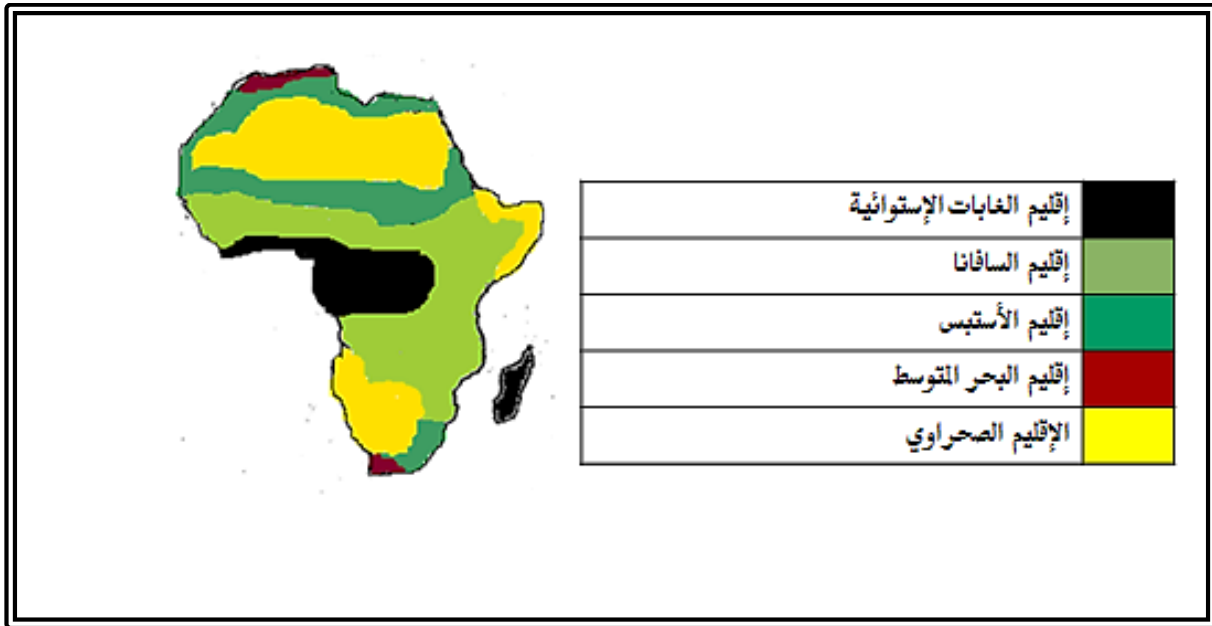 إقليم الغابات الإستوائية
إقليم السافانا
إقليم الأستبس
إقليم البحر المتوسط
الإقليم الصحراوي